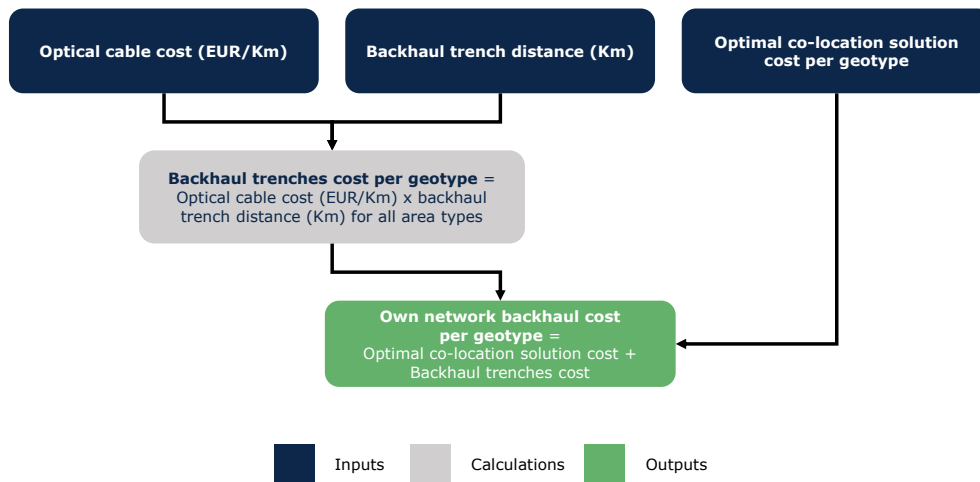 Optical cable cost (EUR/Km)
Backhaul trench distance (Km)
Optimal co-location solution
cost per geotype
Backhaul trenches cost per geotype =
Optical cable cost (EUR/Km) x backhaul
trench distance (Km) for all area types
Own network backhaul cost
per geotype =
Optimal co-location solution cost +
Backhaul trenches cost
Inputs
Calculations
Outputs